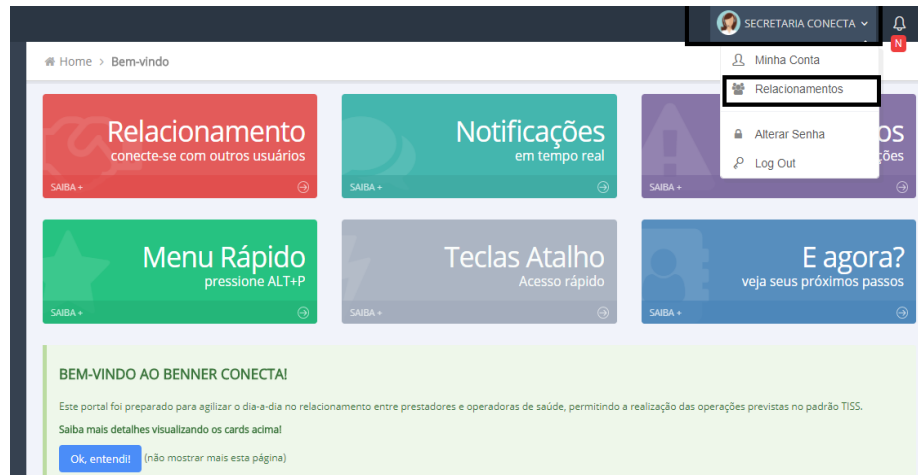 SECRETARIA CONECTA
N
Home > Bem-vindo
Minha Conta
Relacionamentos
Alterar Senha
Log Out
Relacionamento
conecte-se com outros usuários
SAIBA +
Notificações
em tempo real
SAIBA +
os
ções
SAIBA +
Menu Rápido
pressione ALT+P
SAIBA +
Teclas Atalho
Acesso rápido
SAIBA +
E agora?
veja seus próximos passos
SAIBA +
BEM-VINDO AO BENNER CONECTA!
Este portal foi preparado para agilizar o dia-a-dia no relacionamento entre prestadores e operadoras de saúde, permitindo a realização das operações previstas no padrão TISS.
Saiba mais detalhes visualizando os cards acima!
Ok, entendi! (não mostrar mais esta página)